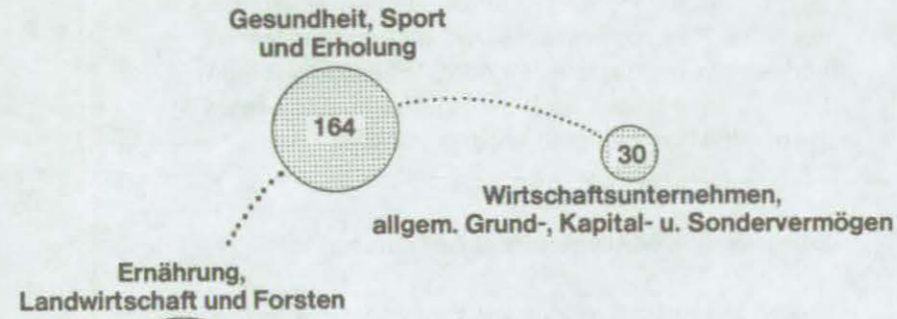 Gesundheit, Sport
und Erholung
164
30
Wirtschaftsunternehmen,
allgem. Grund-, Kapital- u. Sondervermögen
Ernährung,
Landwirtschaft und Forsten